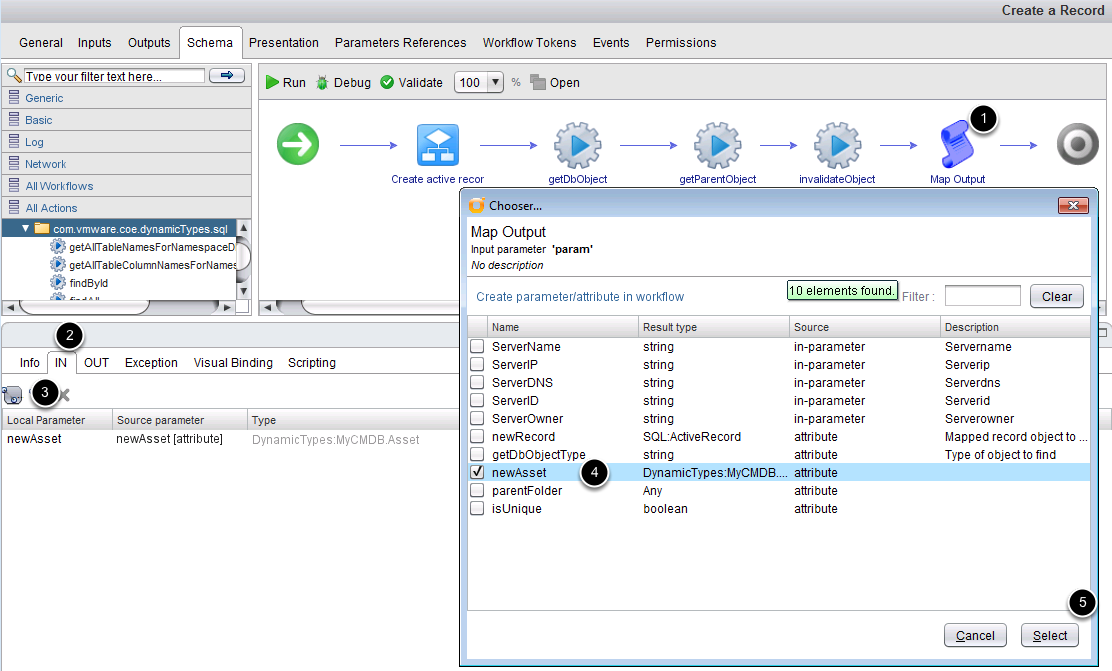 Create a Record
General Inputs Outputs Schema Presentation Parameters References Workflow Tokens Events Permissions
Type your filter text here...
Run Debug Validate 100 % Open
Generic
Basic
Log
Network
All Workflows
All Actions
com.vmware.coe.dynamicTypes.sql
getAllTableNamesForNamespaceD
getAllTableColumnNamesForNames
findById
findAll
1
Create active recor
getDbObject
getParentObject
invalidateObject
Map Output
Chooser...
Map Output
Input parameter 'param'
No description
Create parameter/attribute in workflow
10 elements found.
Filter :
Clear
Name Result type Source Description
ServerName string in-parameter Servername
ServerIP string in-parameter Serverip
ServerDNS string in-parameter Serverdns
ServerID string in-parameter Serverid
ServerOwner string in-parameter Serverowner
newRecord SQL:ActiveRecord attribute Mapped record object to ...
getDbObjectType string attribute Type of object to find
newAsset 4 DynamicTypes:MyCMDB.... attribute
parentFolder Any attribute
isUnique boolean attribute
5
Cancel Select
2
Info IN OUT Exception Visual Binding Scripting
3
Local Parameter Source parameter Type
newAsset newAsset [attribute] DynamicTypes:MyCMDB.Asset